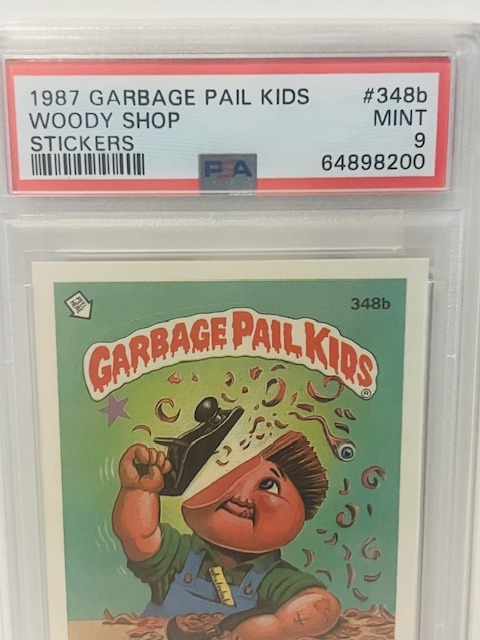 1987 GARBAGE PAIL KIDS #348b
WOODY SHOP MINT
STICKERS 9
PSA 64898200
348b
GARBAGE PAIL KIDS®